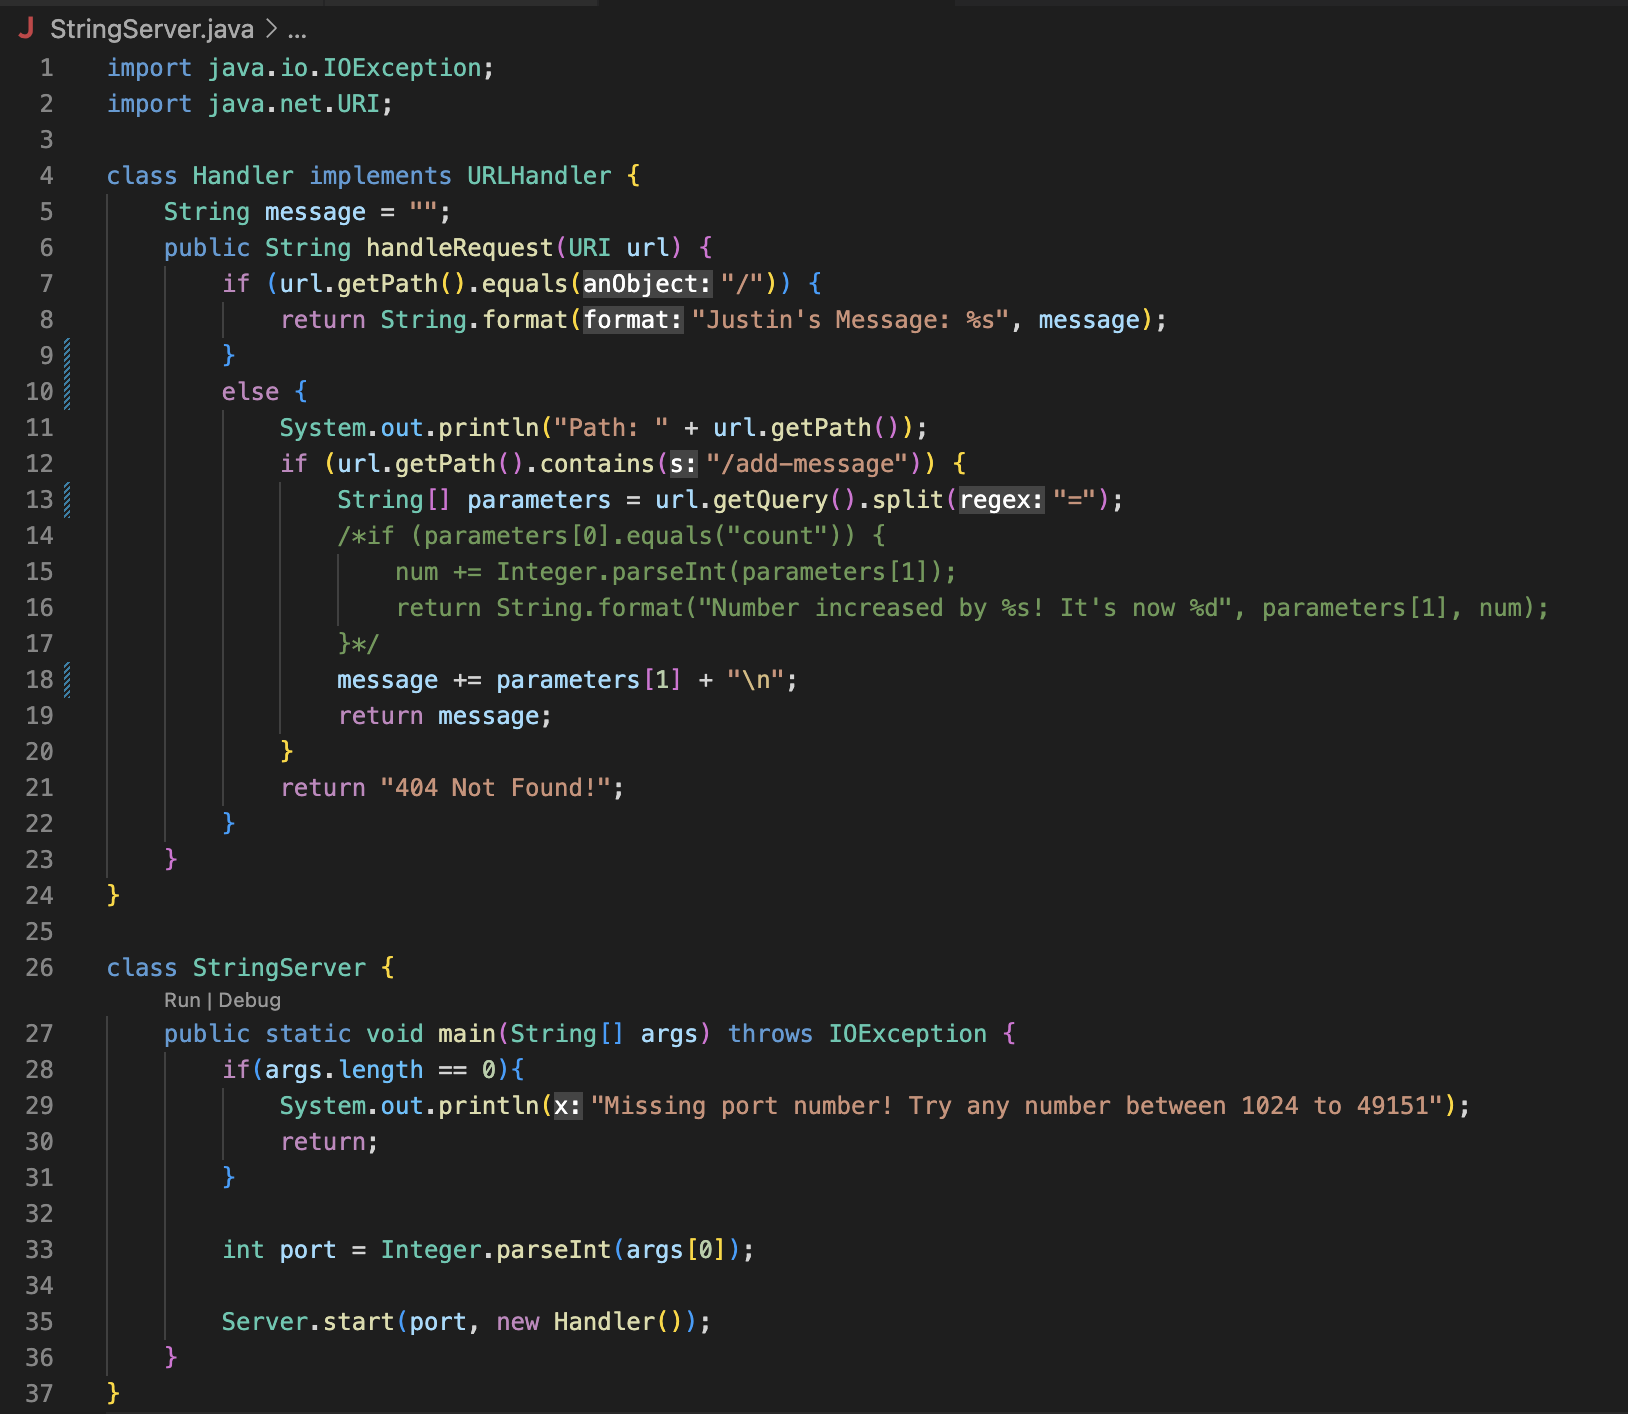 J StringServer.java > ...
1 import java.io.IOException;
2 import java.net.URI;
3
4 class Handler implements URLHandler {
5     String message = "";
6     public String handleRequest(URI url) {
7         if (url.getPath().equals(anObject: "/")) {
8             return String.format(format: "Justin's Message: %s", message);
9         }
10         else {
11             System.out.println("Path: " + url.getPath());
12             if (url.getPath().contains(s: "/add-message")) {
13                 String[] parameters = url.getQuery().split(regex: "=");
14                 /*if (parameters[0].equals("count")) {
15                     num += Integer.parseInt(parameters[1]);
16                     return String.format("Number increased by %s! It's now %d", parameters[1], num);
17                 }*/
18                 message += parameters[1] + "\n";
19                 return message;
20             }
21             return "404 Not Found!";
22         }
23     }
24 }
25
26 class StringServer {
Run | Debug
27     public static void main(String[] args) throws IOException {
28         if(args.length == 0){
29             System.out.println(x: "Missing port number! Try any number between 1024 to 49151");
30             return;
31         }
32
33         int port = Integer.parseInt(args[0]);
34
35         Server.start(port, new Handler());
36     }
37 }